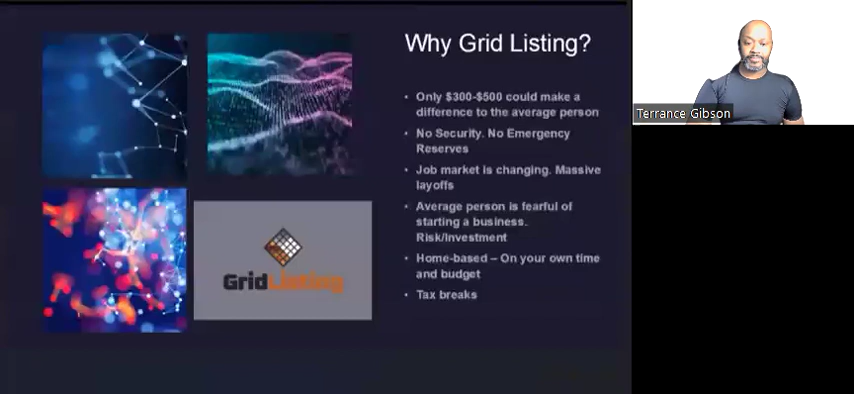 Why Grid Listing?
• Only $300-$500 could make a
difference to the average person
• No Security. No Emergency
Reserves
• Job market is changing. Massive
layoffs
• Average person is fearful of
starting a business.
Risk/Investment
• Home-based – On your own time
and budget
• Tax breaks
GridListing
Terrance Gibson